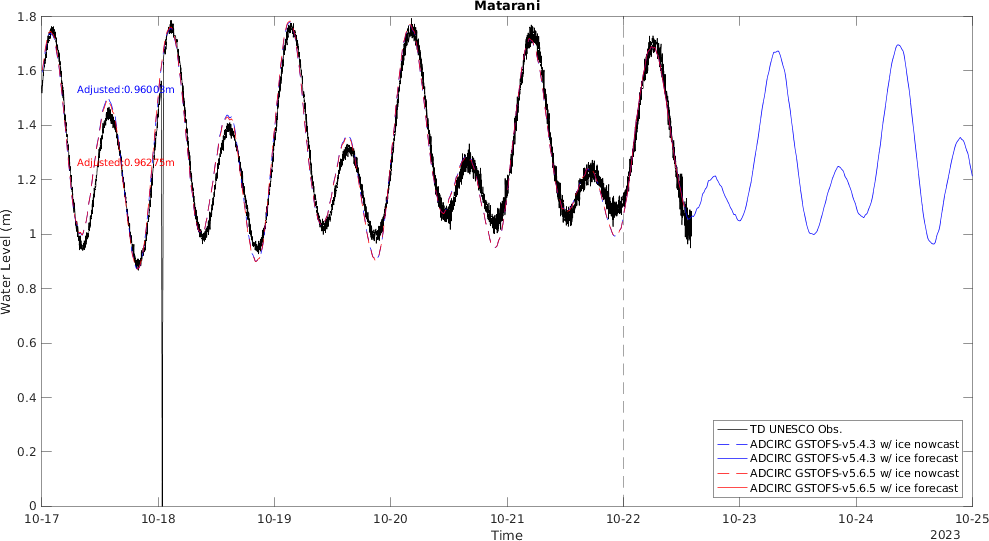 Matarani
1.8
1.6
1.4
1.2
1
0.8
0.6
0.4
0.2
0
Water Level (m)
Adjusted:0.96003m
Adjusted:0.96275m
TD UNESCO Obs.
ADCIRC GSTOFS-v5.4.3 w/ ice nowcast
ADCIRC GSTOFS-v5.4.3 w/ ice forecast
ADCIRC GSTOFS-v5.6.5 w/ ice nowcast
ADCIRC GSTOFS-v5.6.5 w/ ice forecast
10-17 10-18 10-19 10-20 10-21 10-22 10-23 10-24 10-25
Time
2023